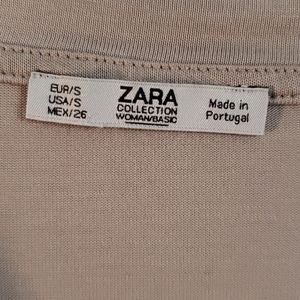 EUR/S
USA/S
MEX/26
ZARA
COLLECTION
WOMAN/BASIC
Made in
Portugal